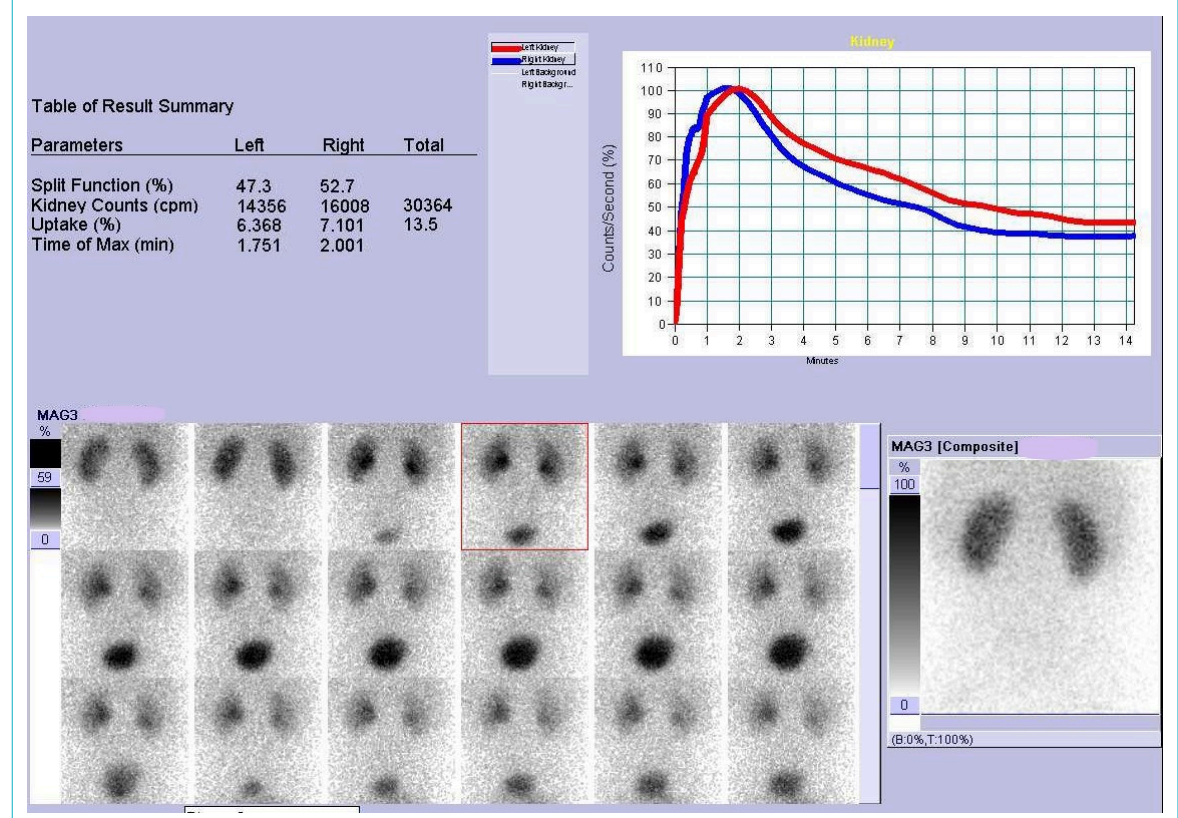 Left Kidney
Right Kidney
Left Background
Right Backgr...
Table of Result Summary
Parameters Left Right Total
Split Function (%) 47.3 52.7
Kidney Counts (cpm) 14356 16008 30364
Uptake (%) 6.368 7.101 13.5
Time of Max (min) 1.751 2.001
Kidney
Counts/Second (%)
110
100
90
80
70
60
50
40
30
20
10
0
0 1 2 3 4 5 6 7 8 9 10 11 12 13 14
Minutes
MAG3
%
59
0
MAG3 [Composite]
%
100
0
(B:0%,T:100%)